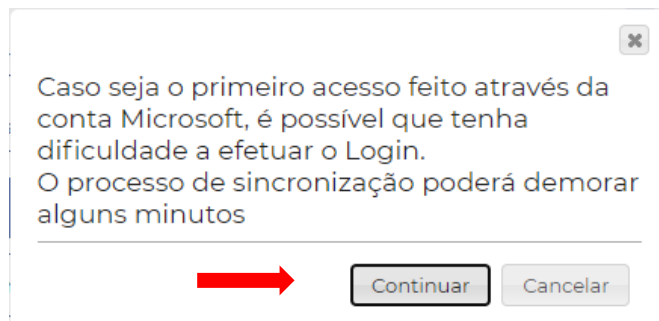 Caso seja o primeiro acesso feito através da
conta Microsoft, é possível que tenha
dificuldade a efetuar o Login.
O processo de sincronização poderá demorar
alguns minutos
Continuar
Cancelar